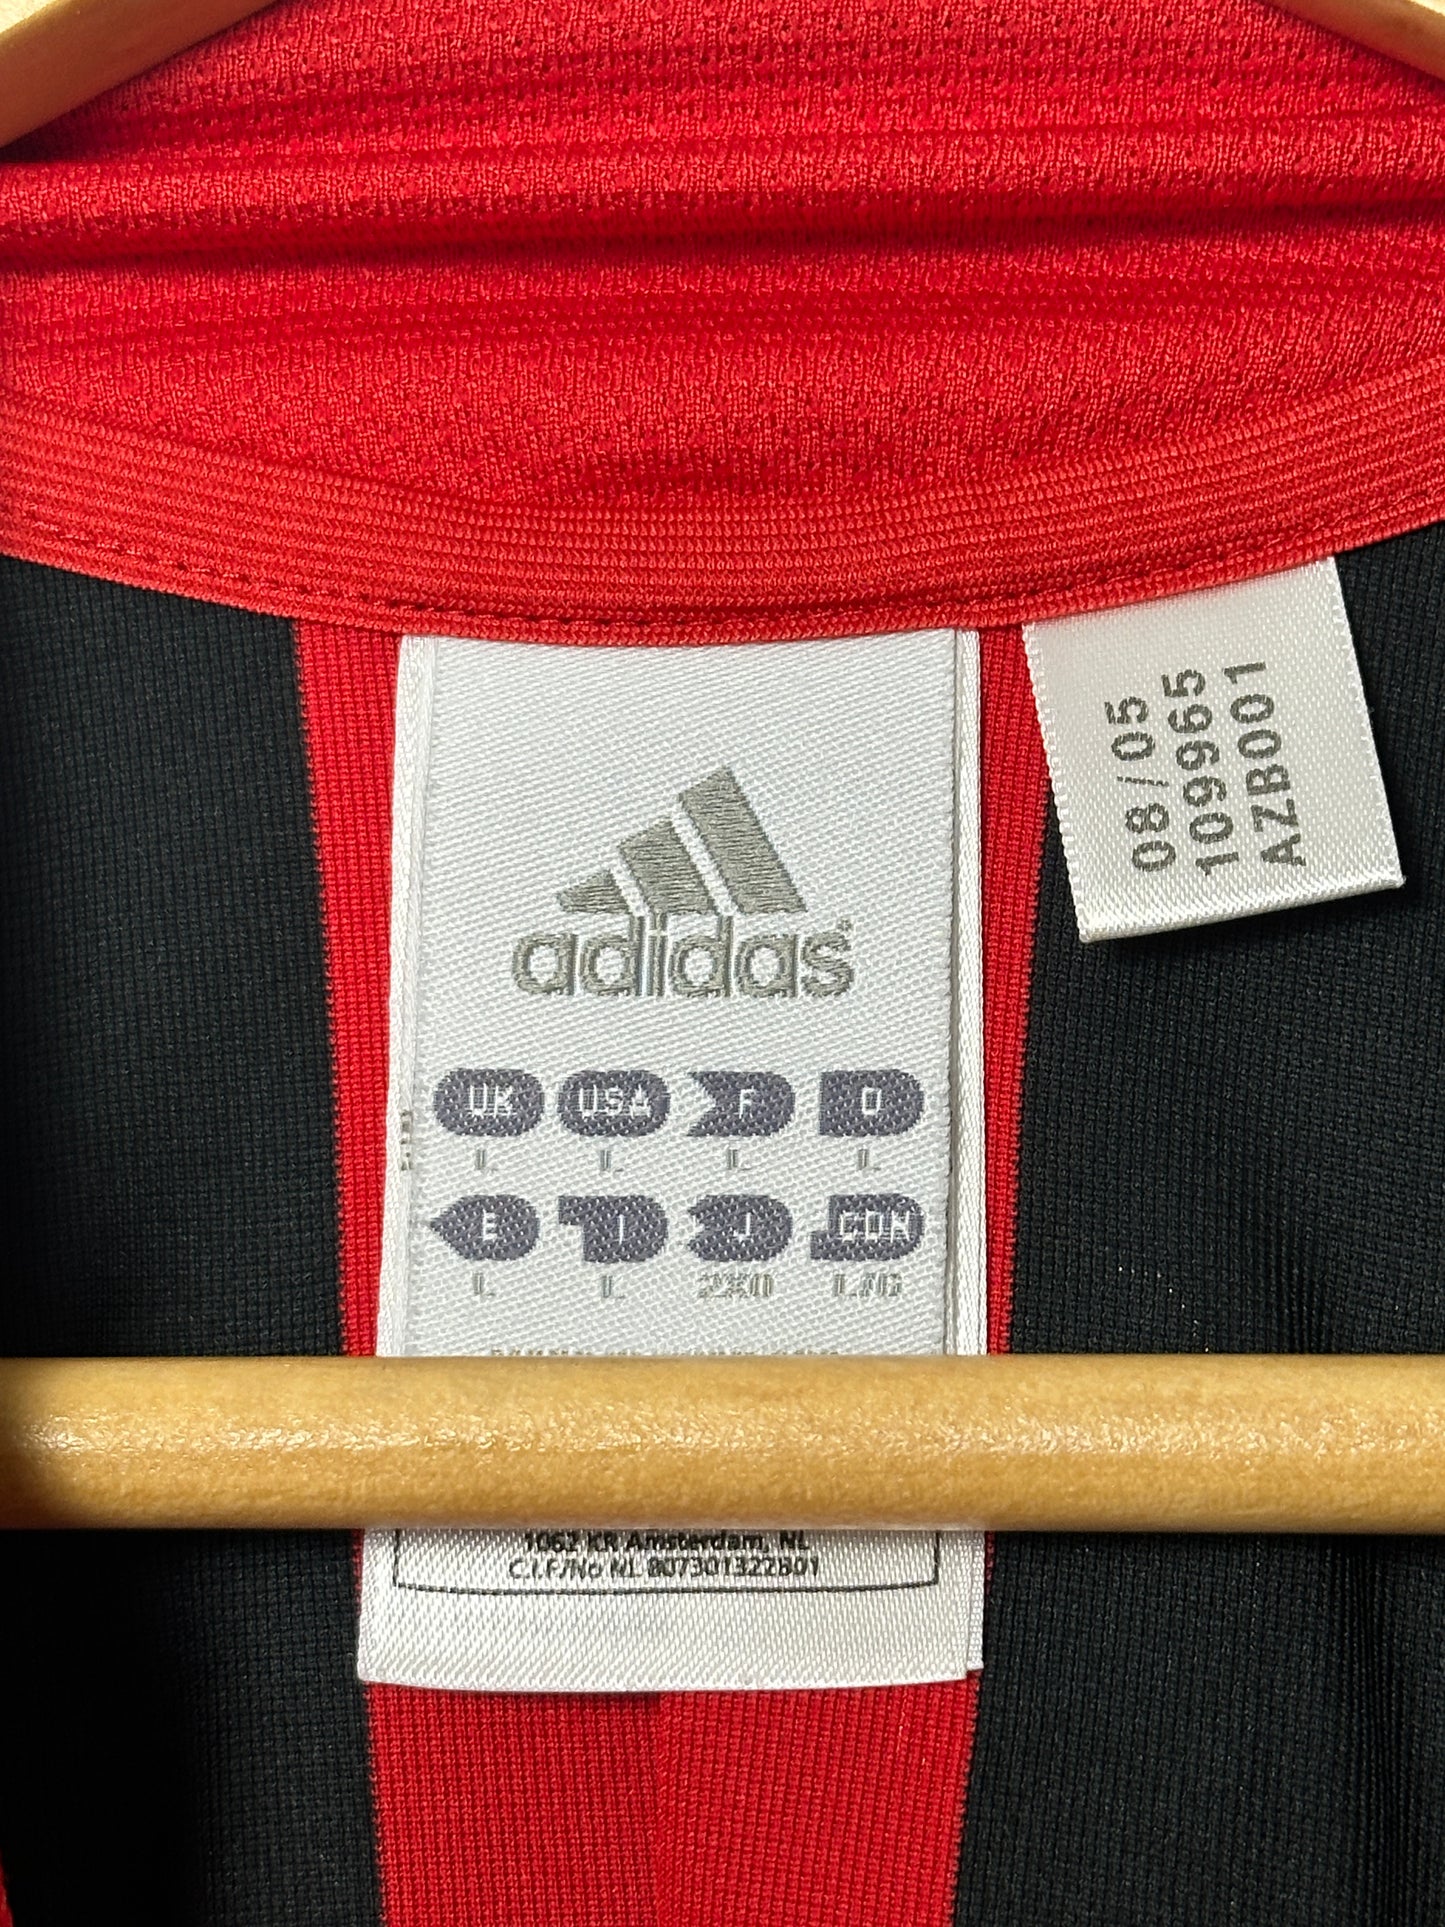 adidas®
UK USA F D
L L L L
E I J CDN
L L 2XO L/G
1062 KR Amsterdam, NL
C.I.F/No NL 807301322B01
08/05
109965
AZB001